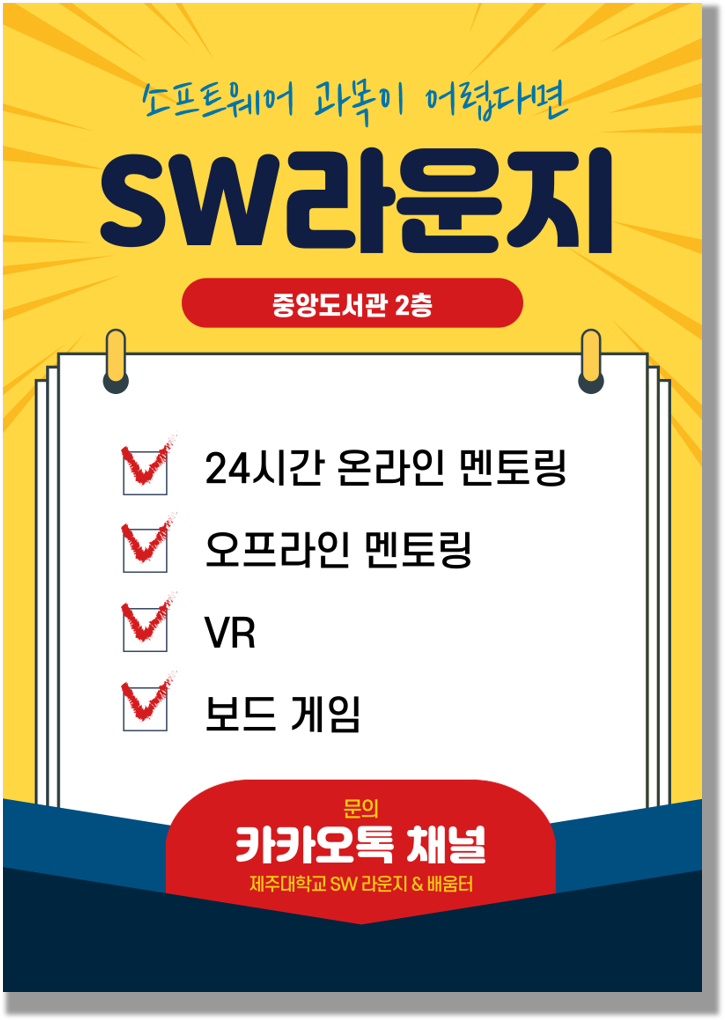 소프트웨어 과목이 어렵다면
SW라운지
중앙도서관 2층
24시간 온라인 멘토링
오프라인 멘토링
VR
보드 게임
문의
카카오톡 채널
제주대학교 SW 라운지 & 배움터